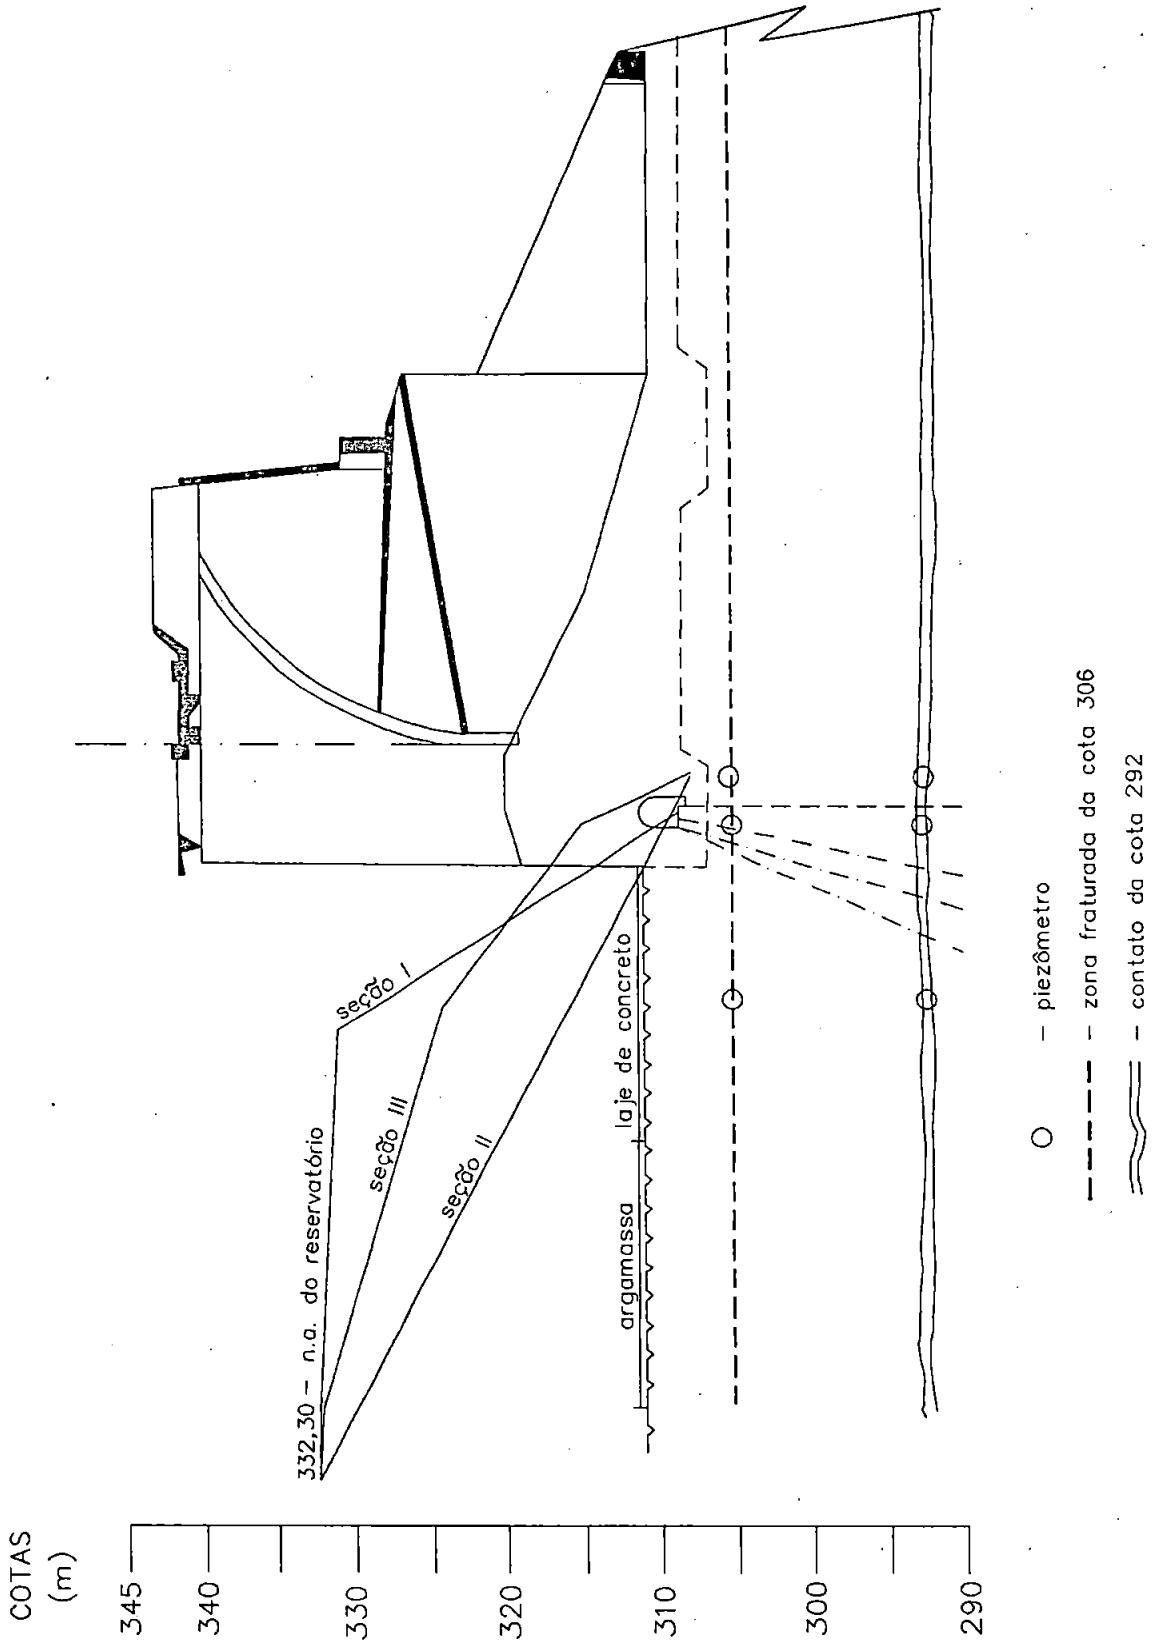 COTAS
(m)
345
340
330
320
310
300
290
332,30 – n.a. do reservatório
seção I
seção III
seção II
argamassa
laje de concreto
– piezômetro
– zona fraturada da cota 306
– contato da cota 292